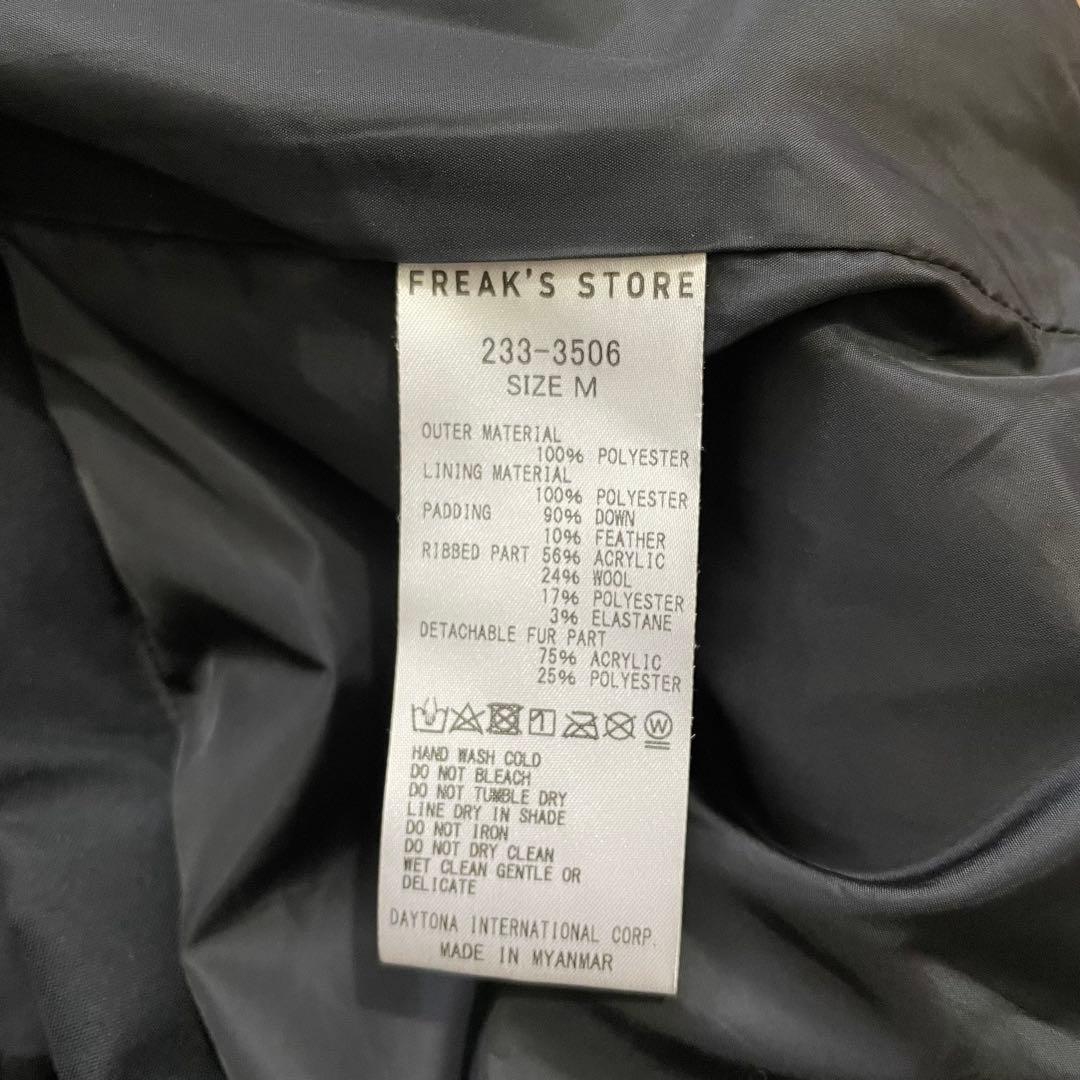 FREAK'S STORE
233-3506
SIZE M
OUTER MATERIAL
100% POLYESTER
LINING MATERIAL
100% POLYESTER
PADDING 90% DOWN
10% FEATHER
RIBBED PART 56% ACRYLIC
24% WOOL
17% POLYESTER
3% ELASTANE
DETACHABLE FUR PART
75% ACRYLIC
25% POLYESTER
W
HAND WASH COLD
DO NOT BLEACH
DO NOT TUMBLE DRY
LINE DRY IN SHADE
DO NOT IRON
DO NOT DRY CLEAN
WET CLEAN GENTLE OR
DELICATE
DAYTONA INTERNATIONAL CORP.
MADE IN MYANMAR